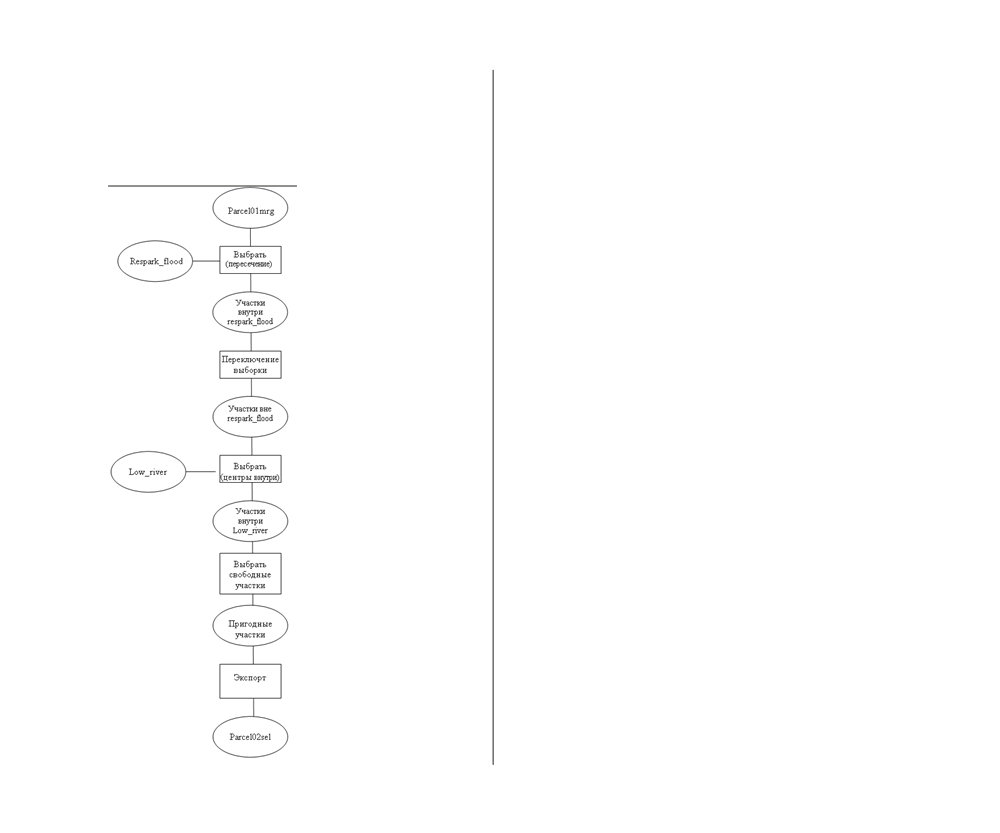 Parcel01mrg
Выбрать
(пересечение)
Respark_flood
Участки
внутри
respark_flood
Переключение
выборки
Участки вне
respark_flood
Выбрать
(центры внутри)
Low_river
Участки
внутри
Low_river
Выбрать
свободные
участки
Пригодные
участки
Экспорт
Parcel02sel